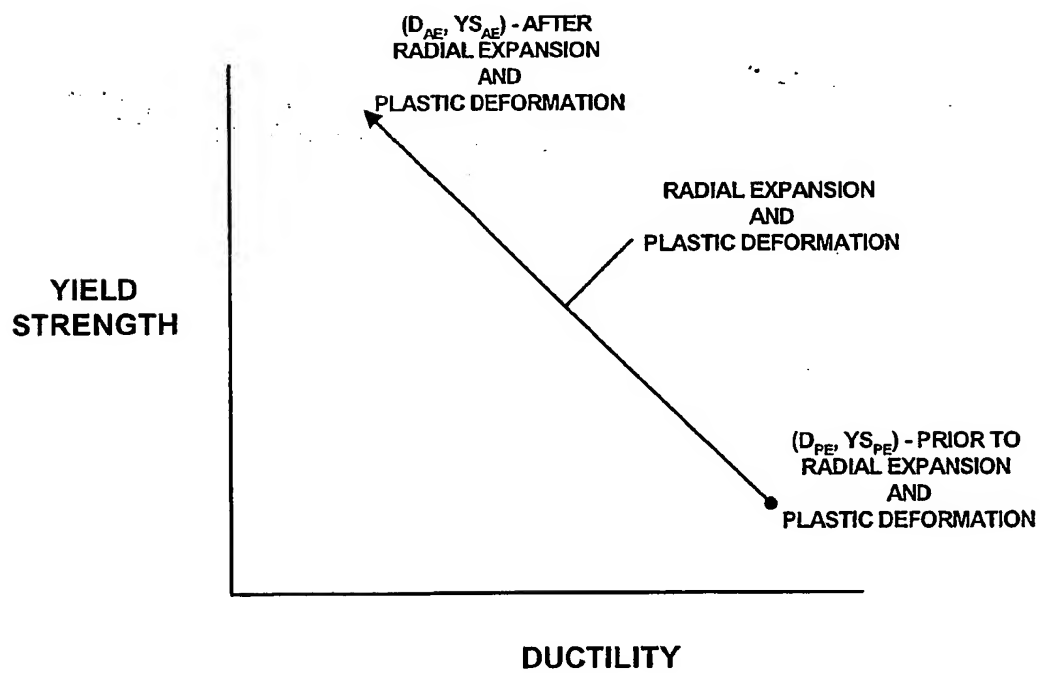 (D_AE, YS_AE) - AFTER
RADIAL EXPANSION
AND
PLASTIC DEFORMATION
RADIAL EXPANSION
AND
PLASTIC DEFORMATION
YIELD
STRENGTH
(D_PE, YS_PE) - PRIOR TO
RADIAL EXPANSION
AND
PLASTIC DEFORMATION
DUCTILITY